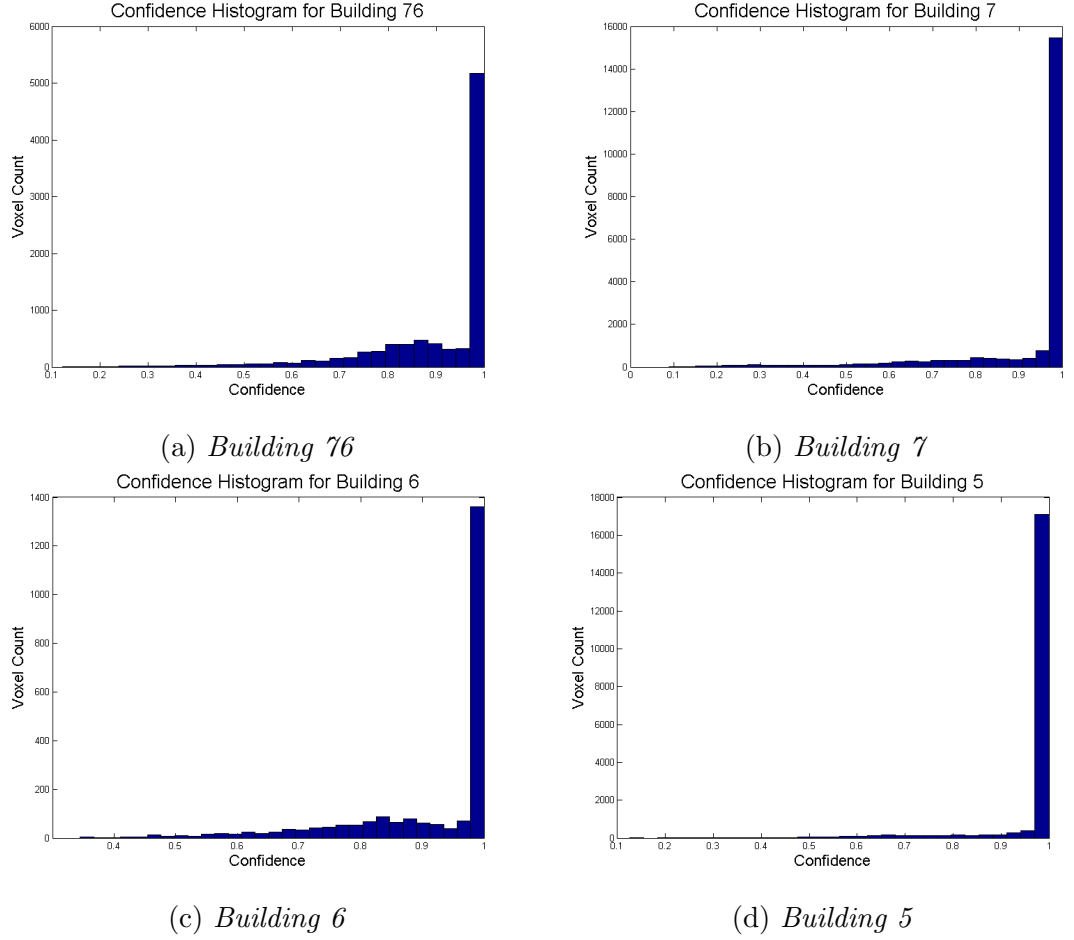 Confidence Histogram for Building 76
6000
5000
4000
3000
2000
1000
0
Voxel Count
0.1 0.2 0.3 0.4 0.5 0.6 0.7 0.8 0.9 1
Confidence
(a) Building 76
Confidence Histogram for Building 7
16000
14000
12000
10000
8000
6000
4000
2000
0
Voxel Count
0 0.1 0.2 0.3 0.4 0.5 0.6 0.7 0.8 0.9 1
Confidence
(b) Building 7
Confidence Histogram for Building 6
1400
1200
1000
800
600
400
200
0
Voxel Count
0.4 0.5 0.6 0.7 0.8 0.9 1
Confidence
(c) Building 6
Confidence Histogram for Building 5
18000
16000
14000
12000
10000
8000
6000
4000
2000
0
Voxel Count
0.1 0.2 0.3 0.4 0.5 0.6 0.7 0.8 0.9 1
Confidence
(d) Building 5